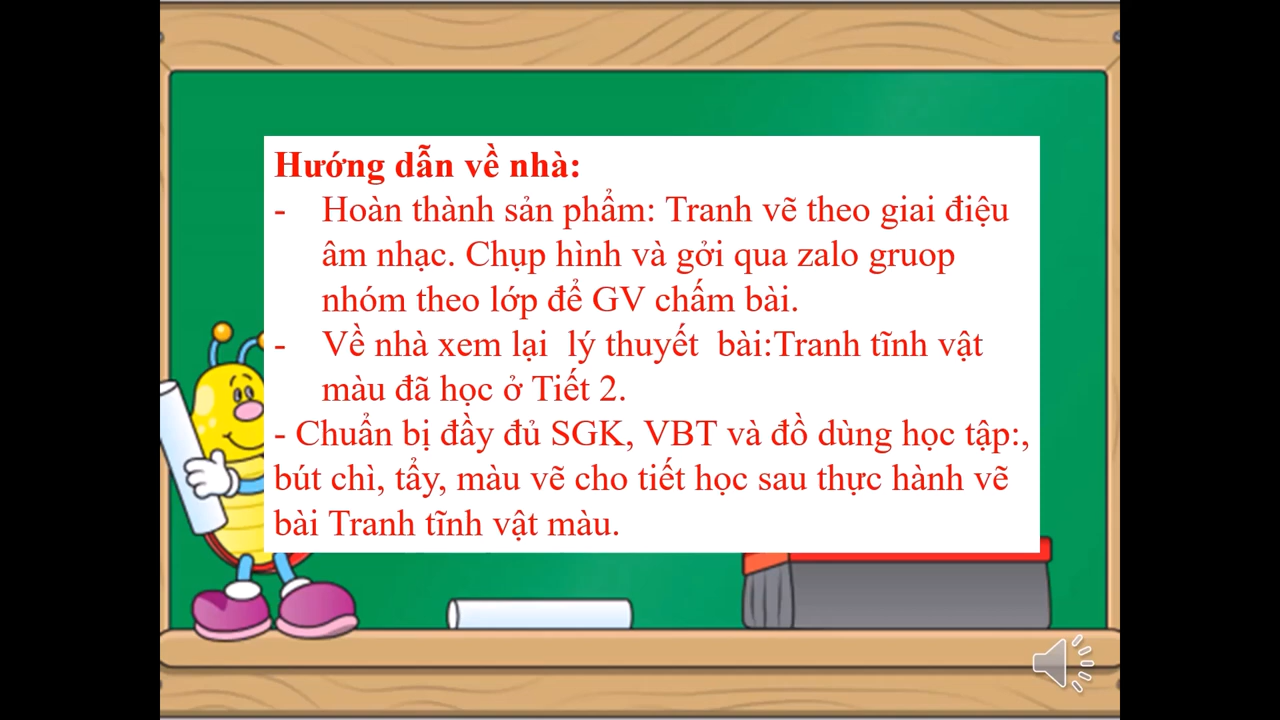 Hướng dẫn về nhà:
- Hoàn thành sản phẩm: Tranh vẽ theo giai điệu
âm nhạc. Chụp hình và gởi qua zalo gruop
nhóm theo lớp để GV chấm bài.
- Về nhà xem lại  lý thuyết  bài:Tranh tĩnh vật
màu đã học ở Tiết 2.
- Chuẩn bị đầy đủ SGK, VBT và đồ dùng học tập:,
bút chì, tẩy, màu vẽ cho tiết học sau thực hành vẽ
bài Tranh tĩnh vật màu.